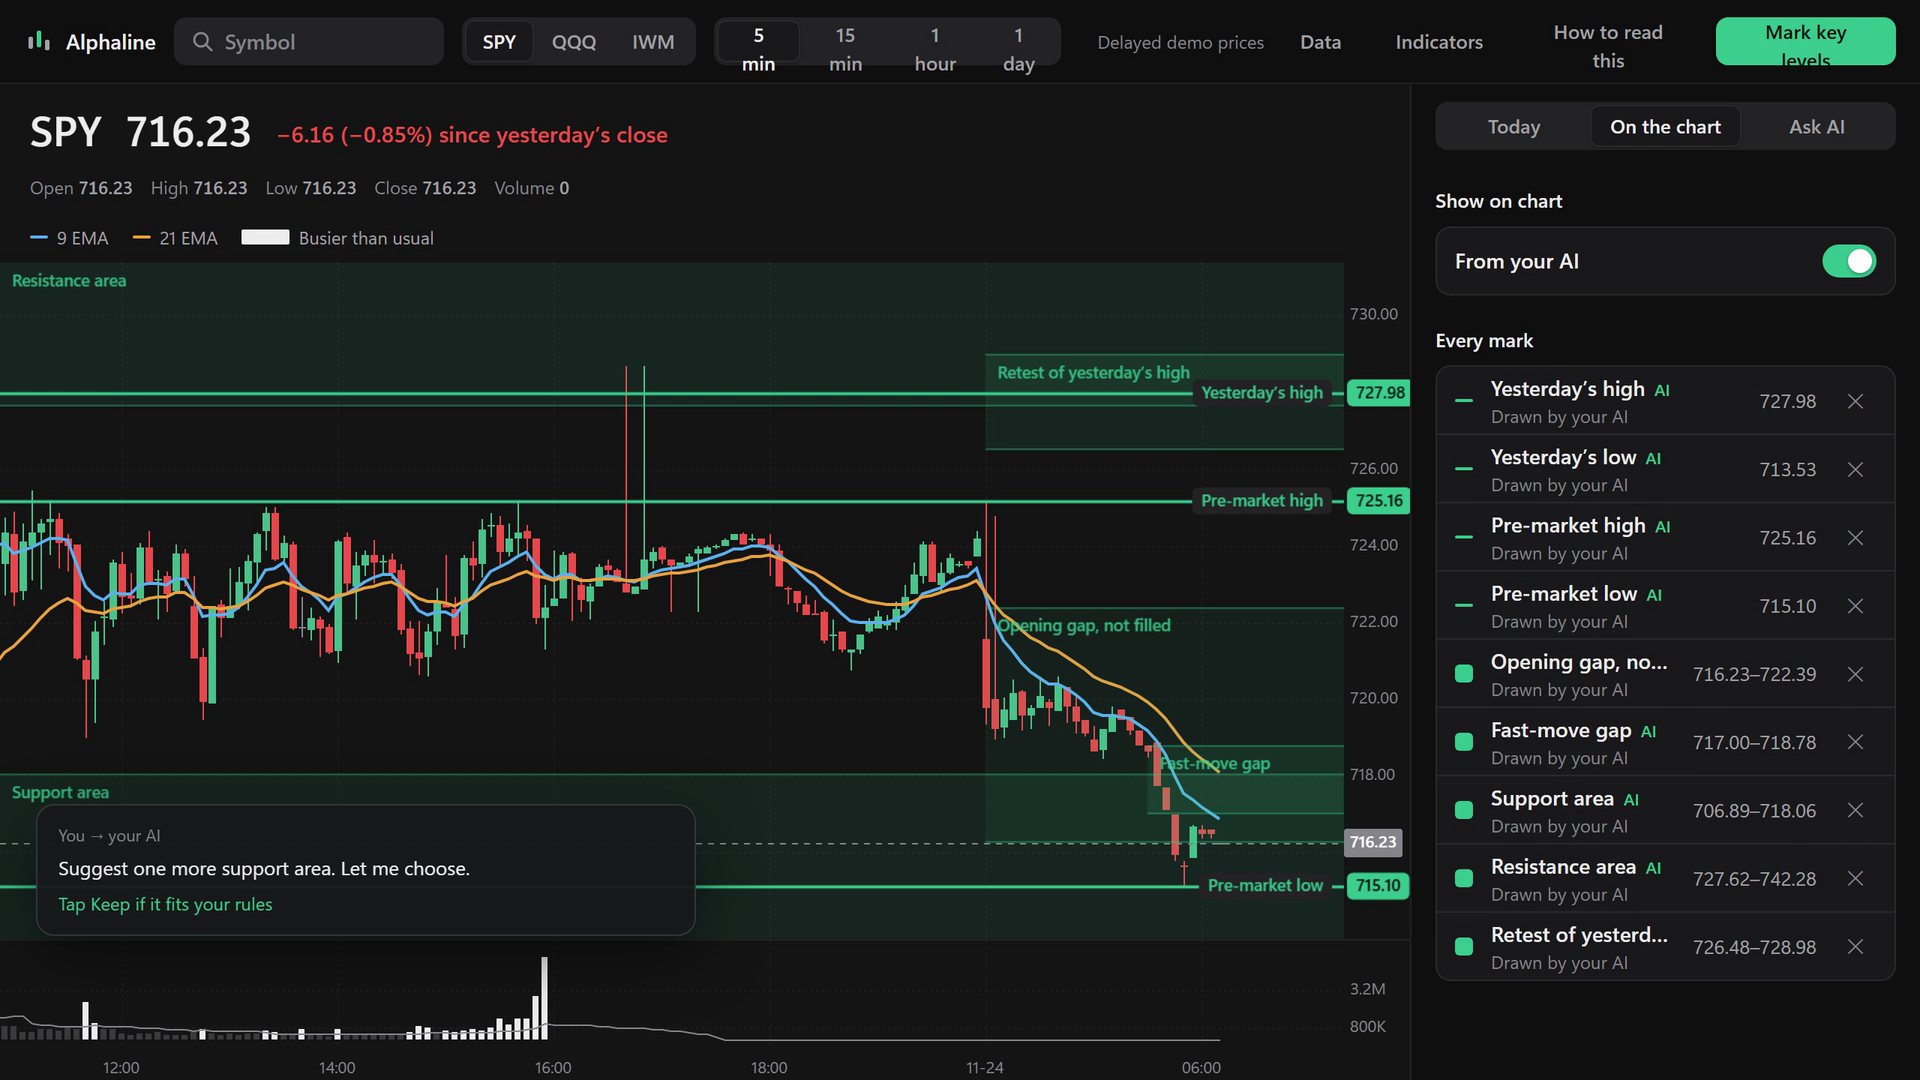 Alphaline
Symbol
SPY QQQ IWM
5 min
15 min
1 hour
1 day
Delayed demo prices
Data
Indicators
How to read this
Mark key levels
SPY 716.23 −6.16 (−0.85%) since yesterday’s close
Open 716.23 High 716.23 Low 716.23 Close 716.23 Volume 0
9 EMA 21 EMA Busier than usual
Resistance area
730.00
Retest of yesterday’s high
Yesterday’s high 727.98
726.00
Pre-market high 725.16
724.00
722.00
Opening gap, not filled
720.00
Fast-move gap
718.00
Support area
716.23
Pre-market low 715.10
You → your AI
Suggest one more support area. Let me choose.
Tap Keep if it fits your rules
3.2M
800K
12:00 14:00 16:00 18:00 11-24 06:00
Today On the chart Ask AI
Show on chart
From your AI
Every mark
Yesterday’s high AI 727.98
Drawn by your AI
Yesterday’s low AI 713.53
Drawn by your AI
Pre-market high AI 725.16
Drawn by your AI
Pre-market low AI 715.10
Drawn by your AI
Opening gap, no... 716.23–722.39
Drawn by your AI
Fast-move gap AI 717.00–718.78
Drawn by your AI
Support area AI 706.89–718.06
Drawn by your AI
Resistance area AI 727.62–742.28
Drawn by your AI
Retest of yesterd... 726.48–728.98
Drawn by your AI